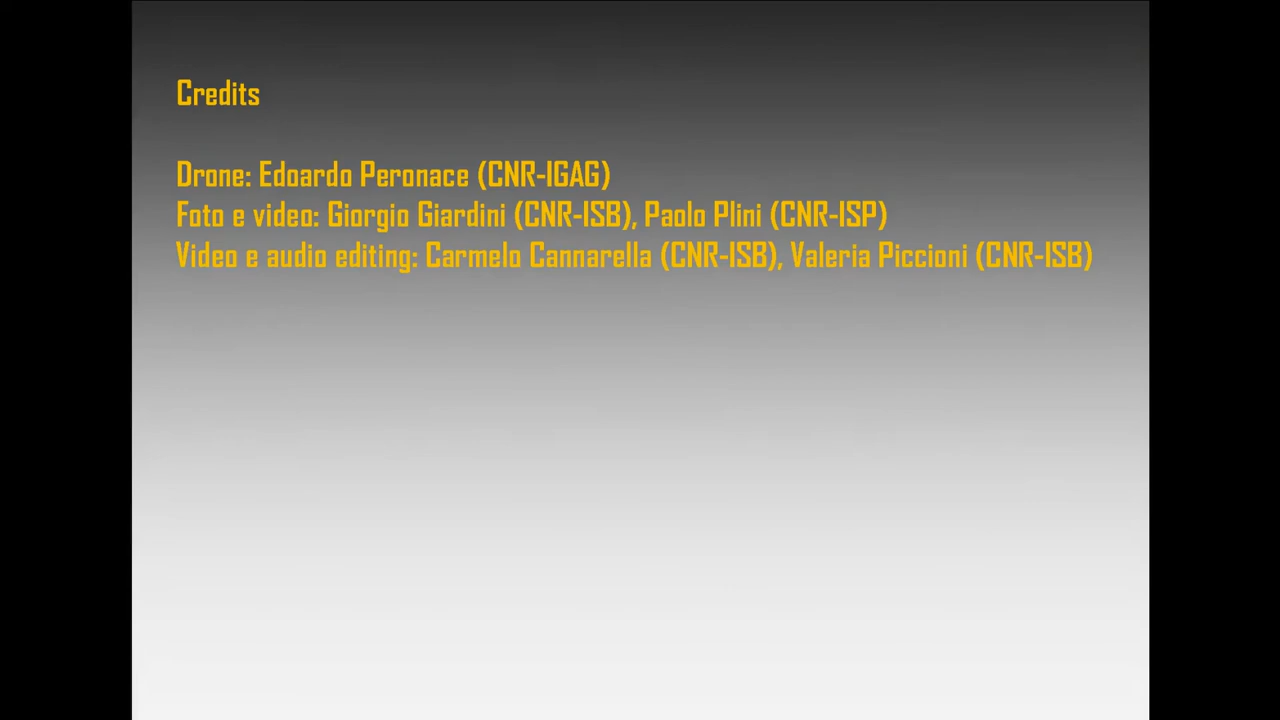 Credits
Drone: Edoardo Peronace (CNR-IGAG)
Foto e video: Giorgio Giardini (CNR-ISB), Paolo Plini (CNR-ISP)
Video e audio editing: Carmelo Cannarella (CNR-ISB), Valeria Piccioni (CNR-ISB)